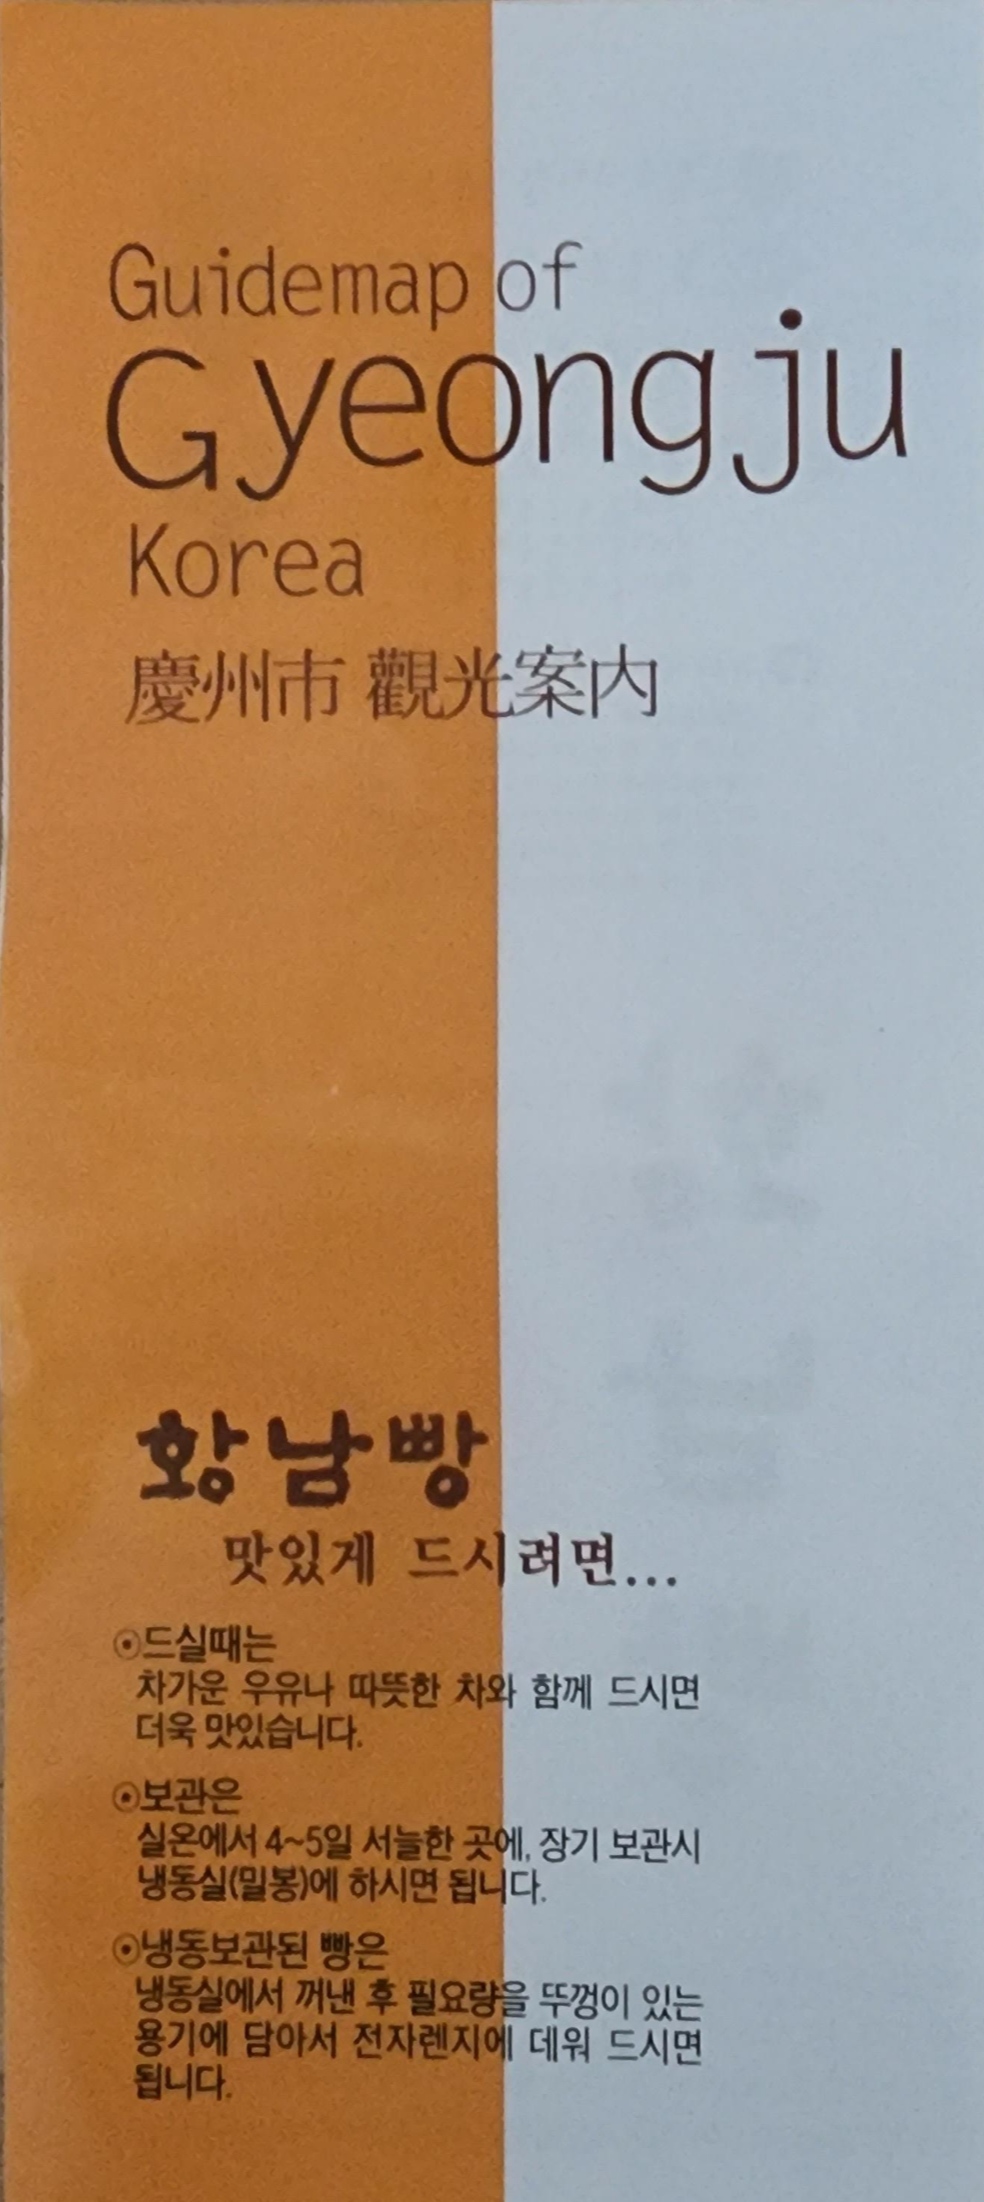 Guidemap of
Gyeongju
Korea
慶州市 觀光案内
황남빵
맛있게 드시려면...
⊙드실때는
차가운 우유나 따뜻한 차와 함께 드시면
더욱 맛있습니다.
⊙보관은
실온에서 4~5일 서늘한 곳에, 장기 보관시
냉동실(밀봉)에 하시면 됩니다.
⊙냉동보관된 빵은
냉동실에서 꺼낸 후 필요량을 뚜껑이 있는
용기에 담아서 전자렌지에 데워 드시면
됩니다.